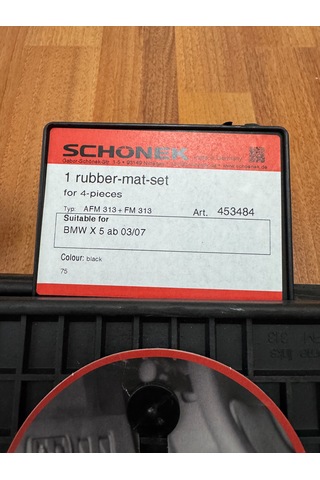 SCHÖNEK
1 rubber-mat-set
for 4-pieces
Typ: AFM 313 + FM 313 Art. 453484
Suitable for
BMW X 5 ab 03/07
Colour: black
75